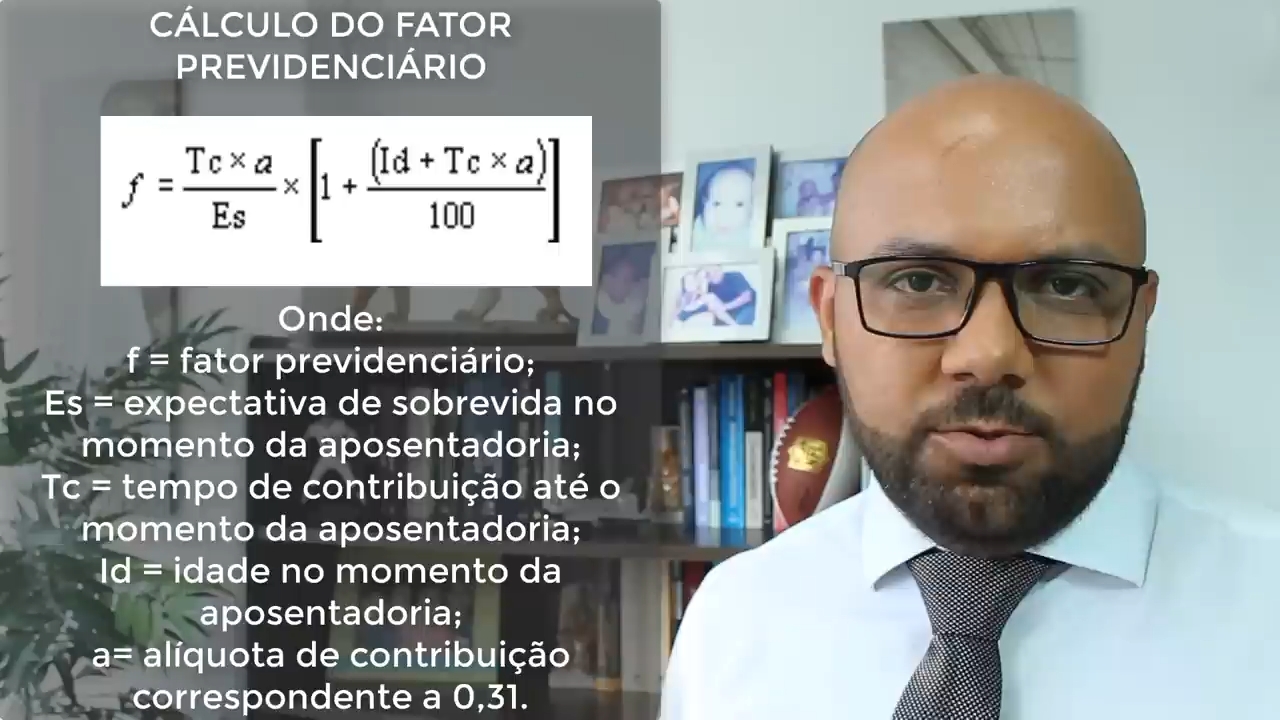 CÁLCULO DO FATOR
PREVIDENCIÁRIO
f = Tc × a / Es × [1 + (Id + Tc × a) / 100]
Onde:
f = fator previdenciário;
Es = expectativa de sobrevida no
momento da aposentadoria;
Tc = tempo de contribuição até o
momento da aposentadoria;
Id = idade no momento da
aposentadoria;
a= alíquota de contribuição
correspondente a 0,31.